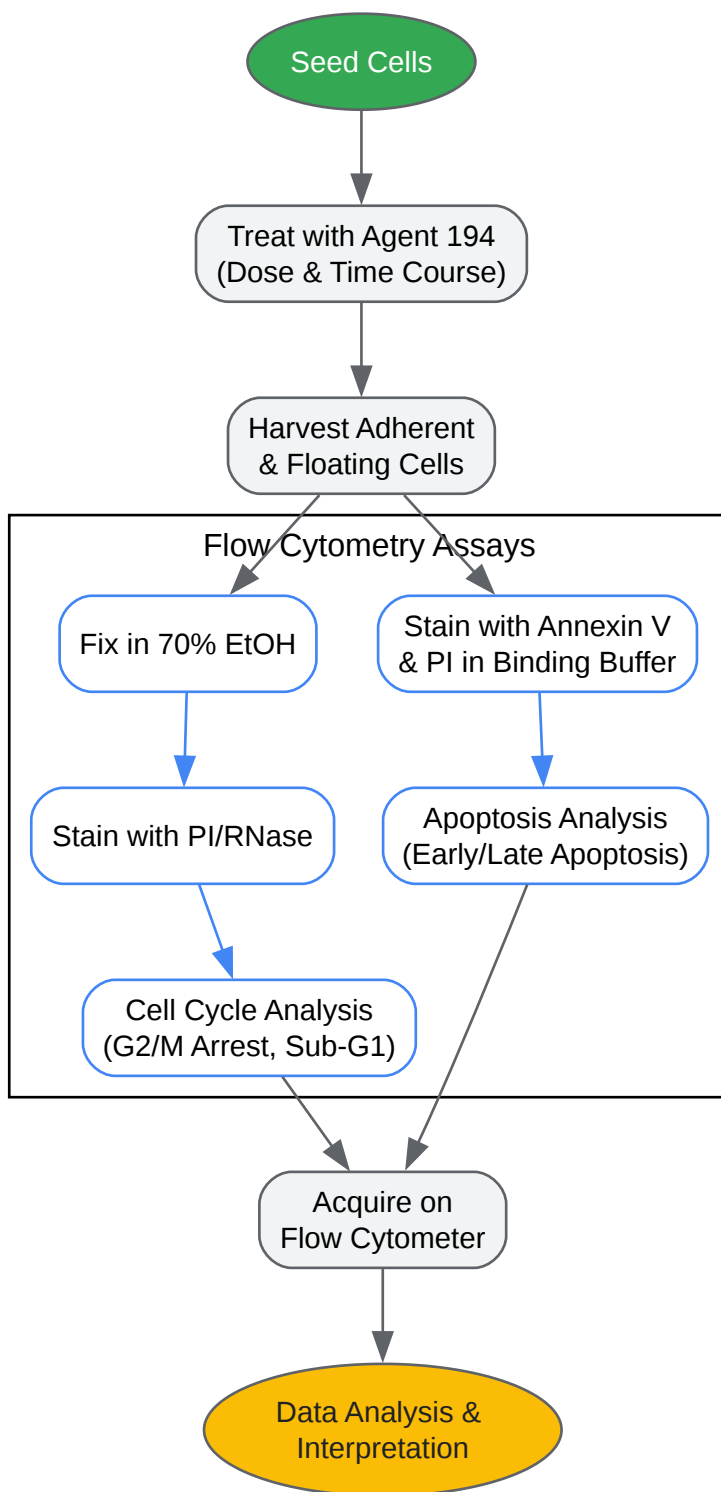 Seed Cells
Treat with Agent 194
(Dose & Time Course)
Harvest Adherent
& Floating Cells
Flow Cytometry Assays
Fix in 70% EtOH
Stain with Annexin V
& PI in Binding Buffer
Stain with PI/RNase
Apoptosis Analysis
(Early/Late Apoptosis)
Cell Cycle Analysis
(G2/M Arrest, Sub-G1)
Acquire on
Flow Cytometer
Data Analysis &
Interpretation